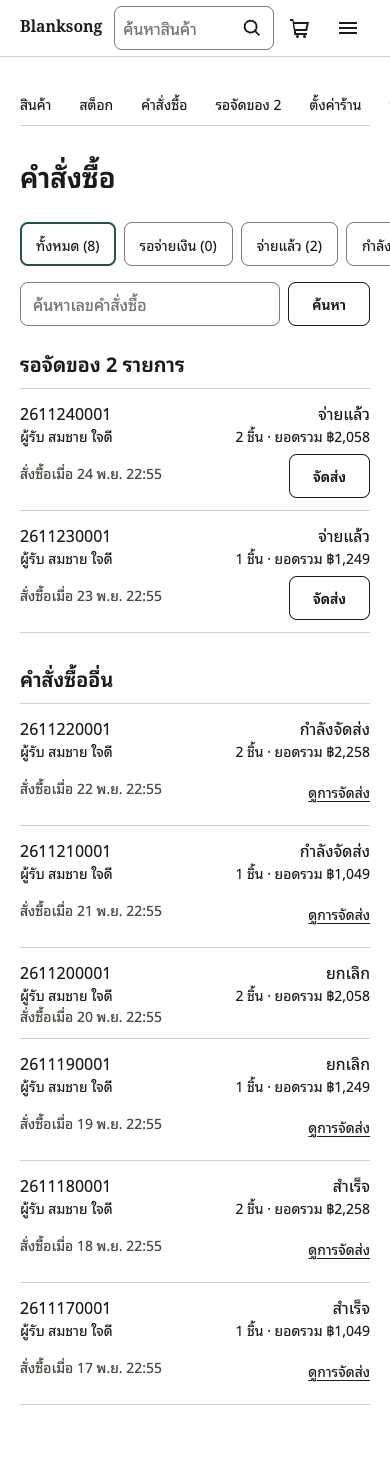 Blanksong
ค้นหาสินค้า
สินค้า สต็อก คำสั่งซื้อ รอจัดของ 2 ตั้งค่าร้าน
คำสั่งซื้อ
ทั้งหมด (8) รอจ่ายเงิน (0) จ่ายแล้ว (2) กำลัง
ค้นหาเลขคำสั่งซื้อ ค้นหา
รอจัดของ 2 รายการ
2611240001 จ่ายแล้ว
ผู้รับ สมชาย ใจดี 2 ชิ้น · ยอดรวม ฿2,058
สั่งซื้อเมื่อ 24 พ.ย. 22:55 จัดส่ง
2611230001 จ่ายแล้ว
ผู้รับ สมชาย ใจดี 1 ชิ้น · ยอดรวม ฿1,249
สั่งซื้อเมื่อ 23 พ.ย. 22:55 จัดส่ง
คำสั่งซื้ออื่น
2611220001 กำลังจัดส่ง
ผู้รับ สมชาย ใจดี 2 ชิ้น · ยอดรวม ฿2,258
สั่งซื้อเมื่อ 22 พ.ย. 22:55 ดูการจัดส่ง
2611210001 กำลังจัดส่ง
ผู้รับ สมชาย ใจดี 1 ชิ้น · ยอดรวม ฿1,049
สั่งซื้อเมื่อ 21 พ.ย. 22:55 ดูการจัดส่ง
2611200001 ยกเลิก
ผู้รับ สมชาย ใจดี 2 ชิ้น · ยอดรวม ฿2,058
สั่งซื้อเมื่อ 20 พ.ย. 22:55
2611190001 ยกเลิก
ผู้รับ สมชาย ใจดี 1 ชิ้น · ยอดรวม ฿1,249
สั่งซื้อเมื่อ 19 พ.ย. 22:55 ดูการจัดส่ง
2611180001 สำเร็จ
ผู้รับ สมชาย ใจดี 2 ชิ้น · ยอดรวม ฿2,258
สั่งซื้อเมื่อ 18 พ.ย. 22:55 ดูการจัดส่ง
2611170001 สำเร็จ
ผู้รับ สมชาย ใจดี 1 ชิ้น · ยอดรวม ฿1,049
สั่งซื้อเมื่อ 17 พ.ย. 22:55 ดูการจัดส่ง